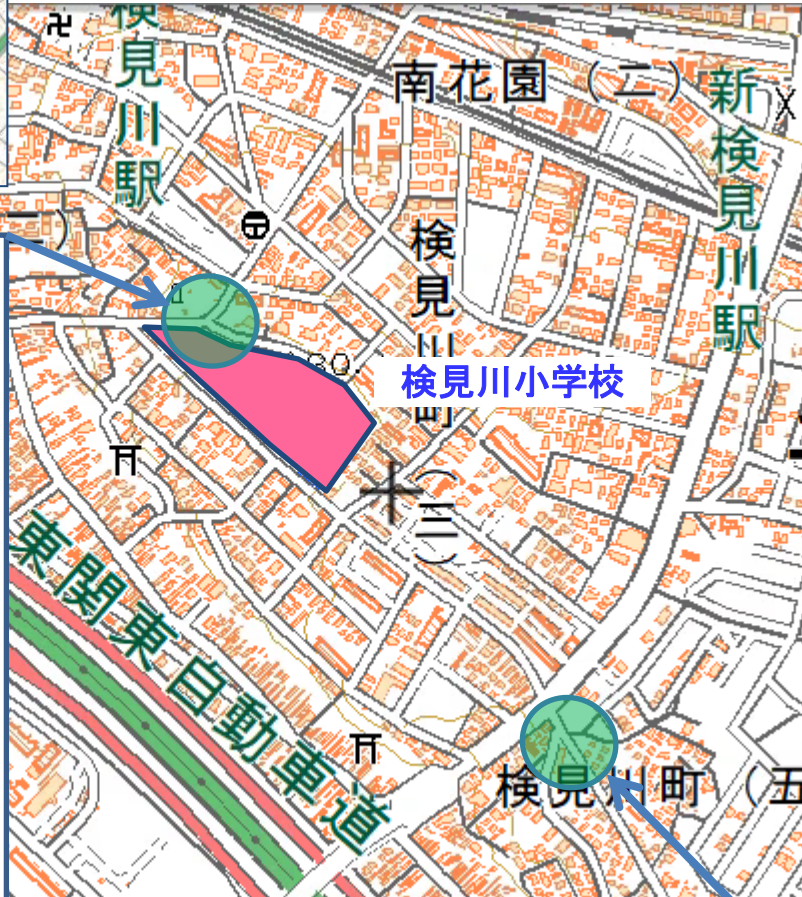 検見川駅
南花園（二）
新検見川駅
二）
検見川町（三）
検見川小学校
東関東自動車道
検見川町（五